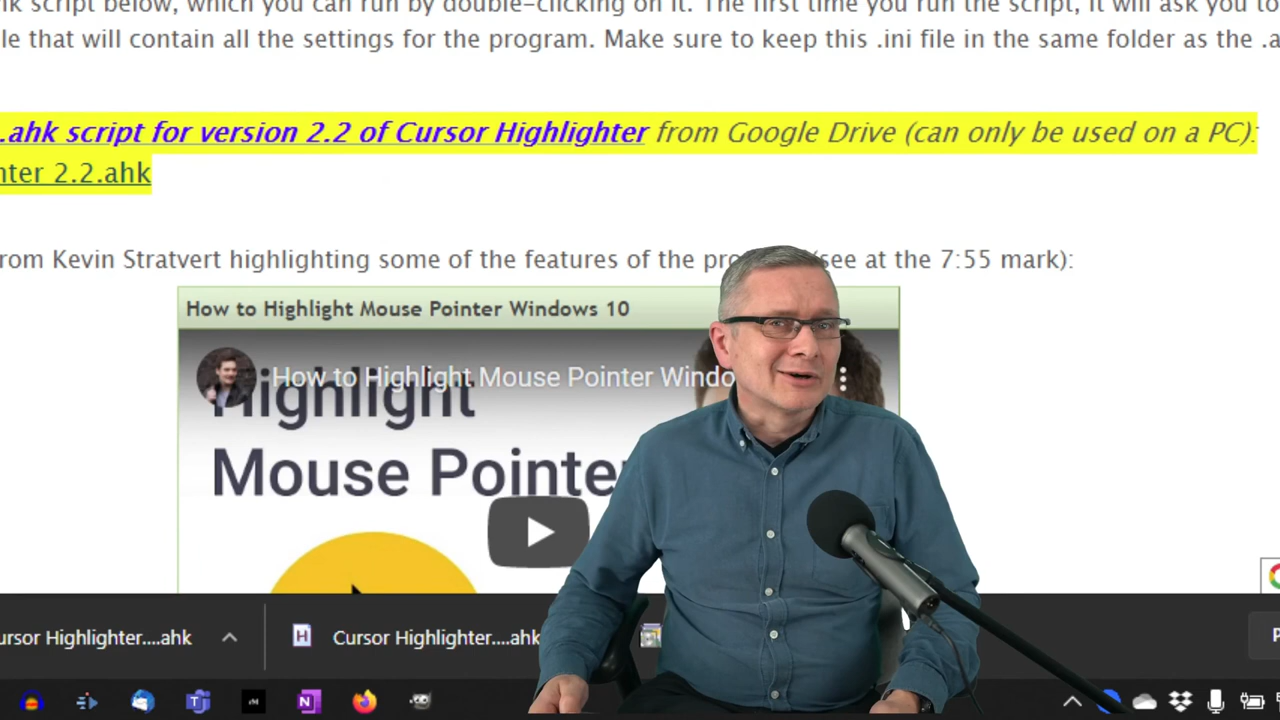 nk script below, which you can run by double-clicking on it. The first time you run the script, it will ask you to
le that will contain all the settings for the program. Make sure to keep this .ini file in the same folder as the .a
.ahk script for version 2.2 of Cursor Highlighter from Google Drive (can only be used on a PC):
nter 2.2.ahk
rom Kevin Stratvert highlighting some of the features of the pro (see at the 7:55 mark):
How to Highlight Mouse Pointer Windows 10
How to Highlight Mouse Pointer Windo
Highlight
Mouse Pointer
ursor Highlighter....ahk
Cursor Highlighter....ahk